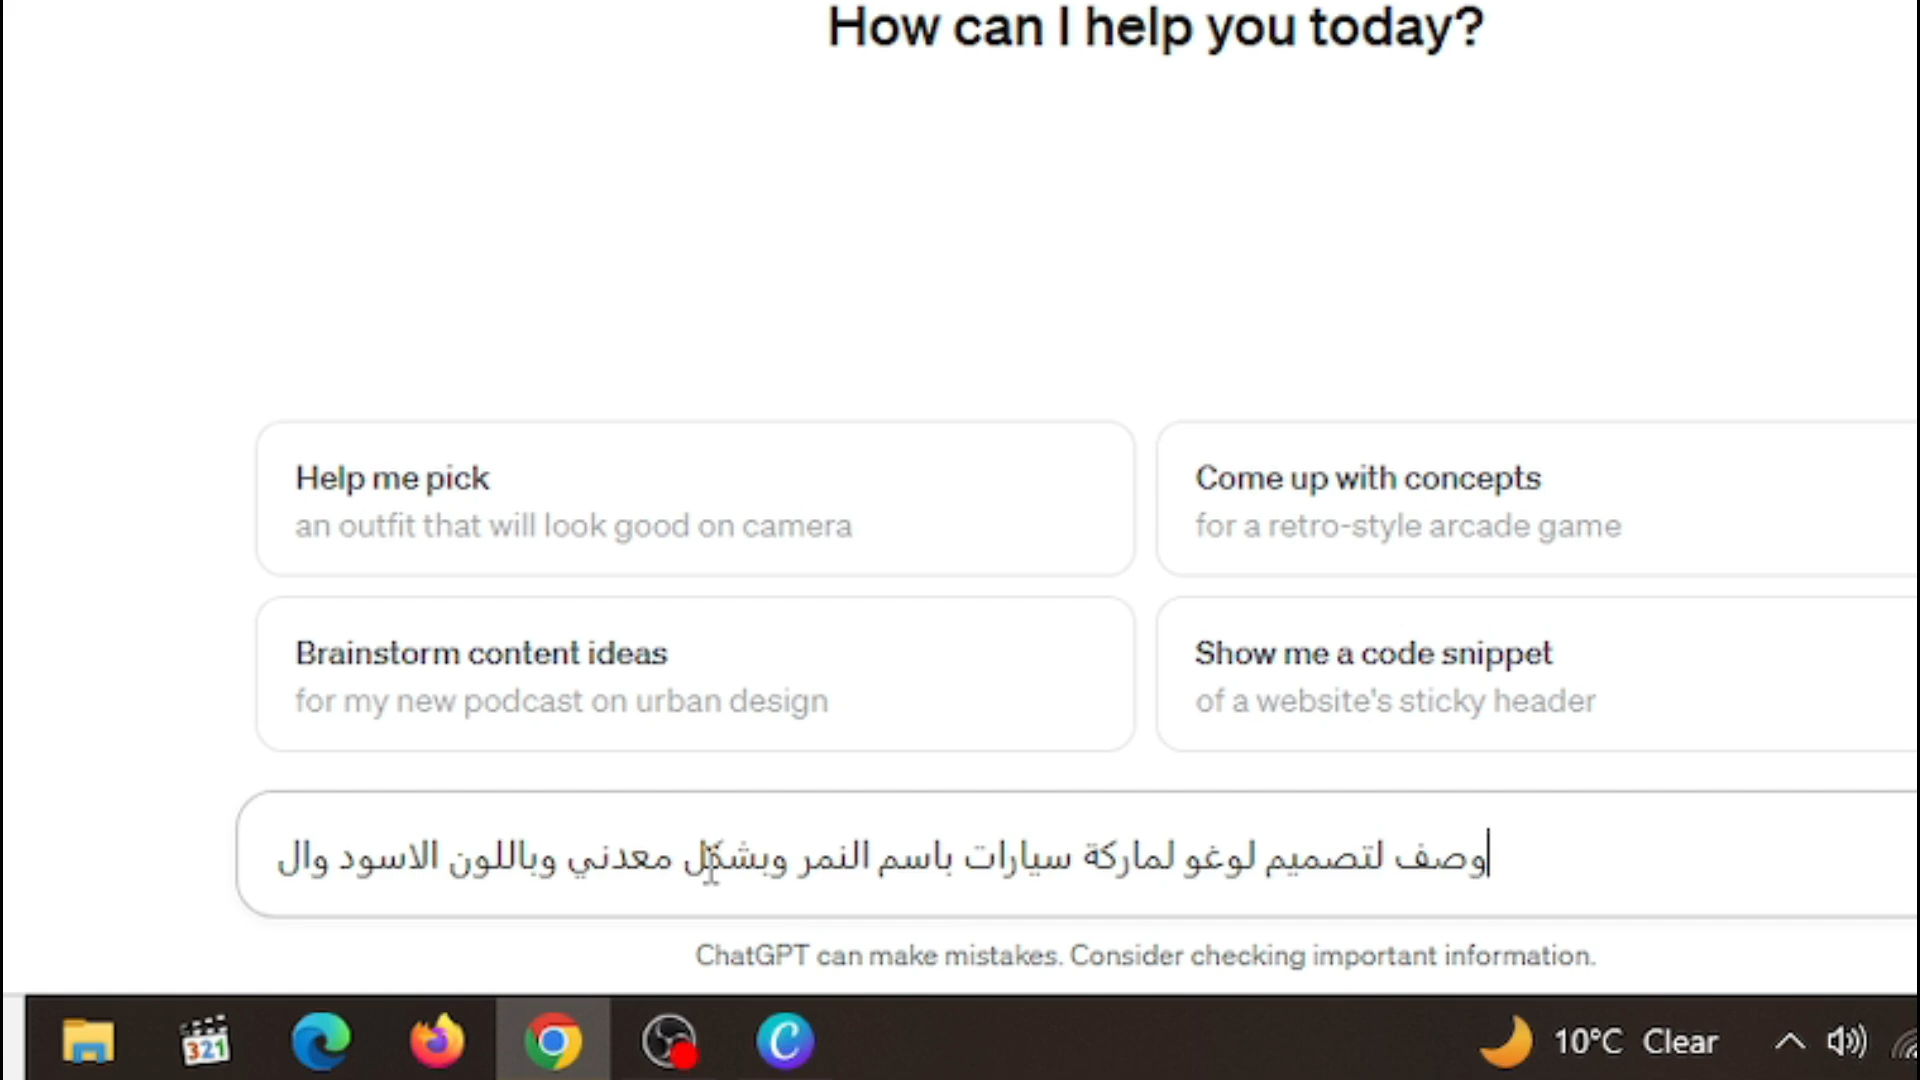 How can I help you today?
Help me pick
an outfit that will look good on camera
Come up with concepts
for a retro-style arcade game
Brainstorm content ideas
for my new podcast on urban design
Show me a code snippet
of a website's sticky header
وصف لتصميم لوغو لماركة سيارات باسم النمر وبشكل معدني وباللون الاسود وال
ChatGPT can make mistakes. Consider checking important information.
321
10°C Clear